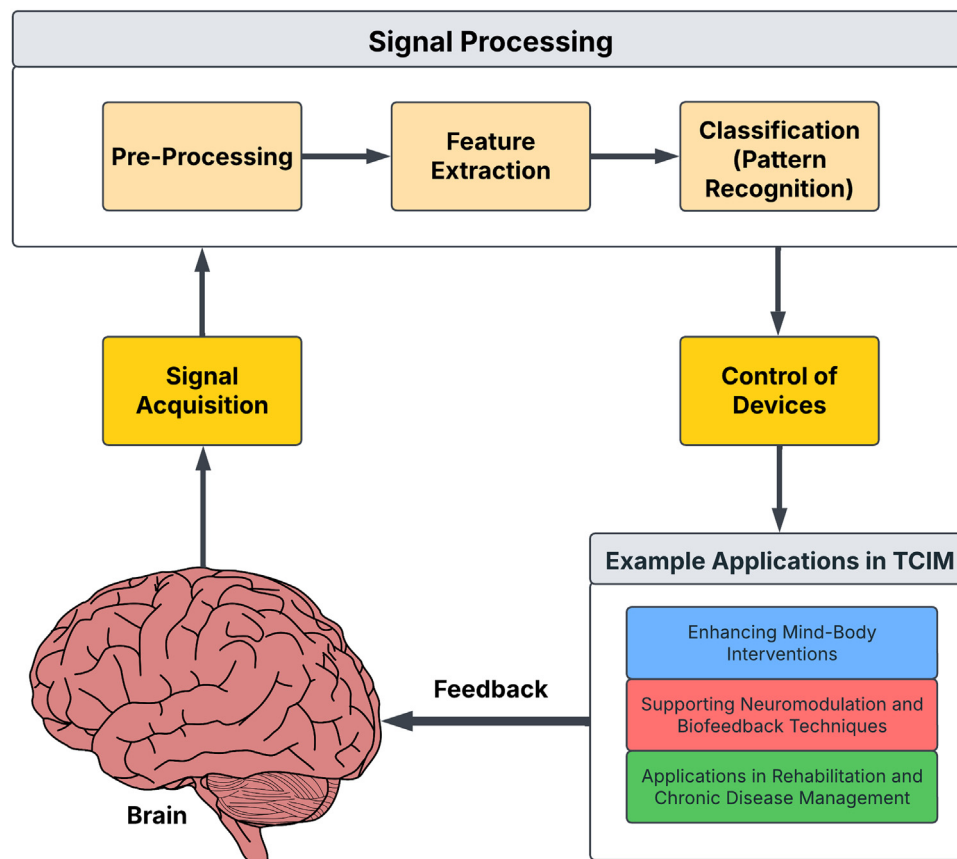 Signal Processing
Pre-Processing
Feature
Extraction
Classification
(Pattern
Recognition)
Signal
Acquisition
Control of
Devices
Example Applications in TCIM
Enhancing Mind-Body
Interventions
Supporting Neuromodulation and
Biofeedback Techniques
Applications in Rehabilitation and
Chronic Disease Management
Feedback
Brain